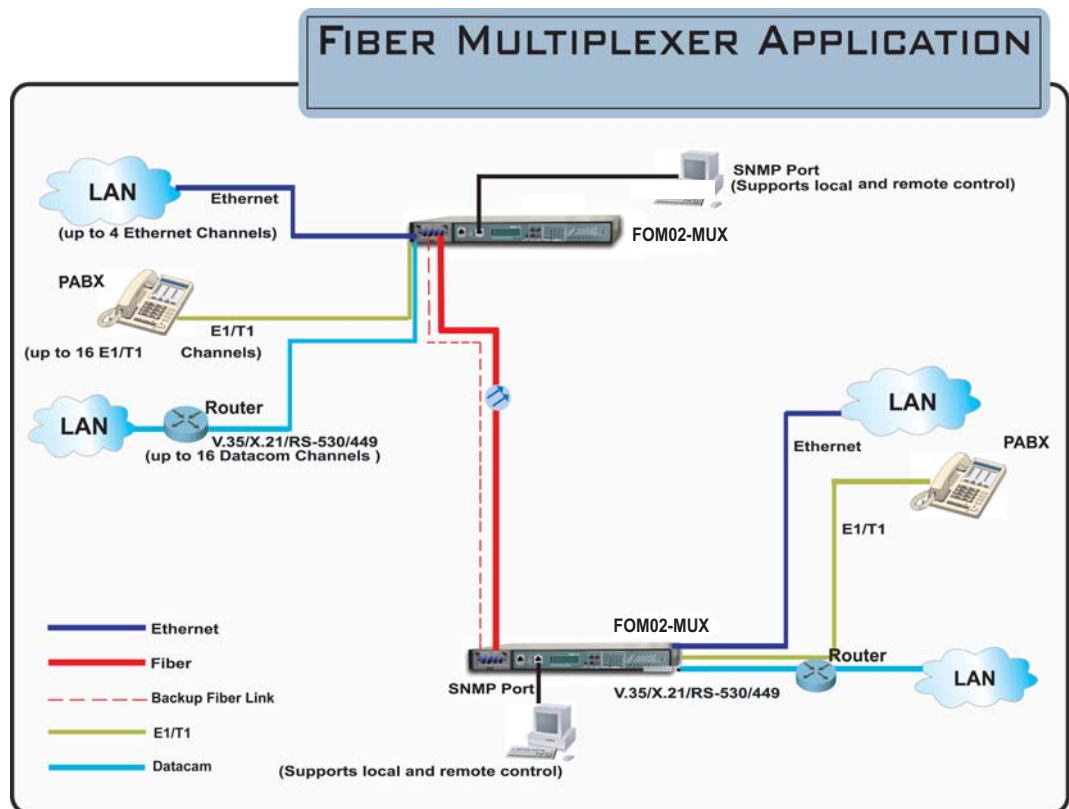 FIBER MULTIPLEXER APPLICATION
SNMP Port
(Supports local and remote control)
LAN
Ethernet
(up to 4 Ethernet Channels)
FOM02-MUX
PABX
E1/T1
(up to 16 E1/T1 Channels)
LAN
Router
V.35/X.21/RS-530/449
(up to 16 Datacom Channels )
LAN
Ethernet
PABX
E1/T1
FOM02-MUX
Router
LAN
SNMP Port
V.35/X.21/RS-530/449
(Supports local and remote control)
Ethernet
Fiber
Backup Fiber Link
E1/T1
Datacam